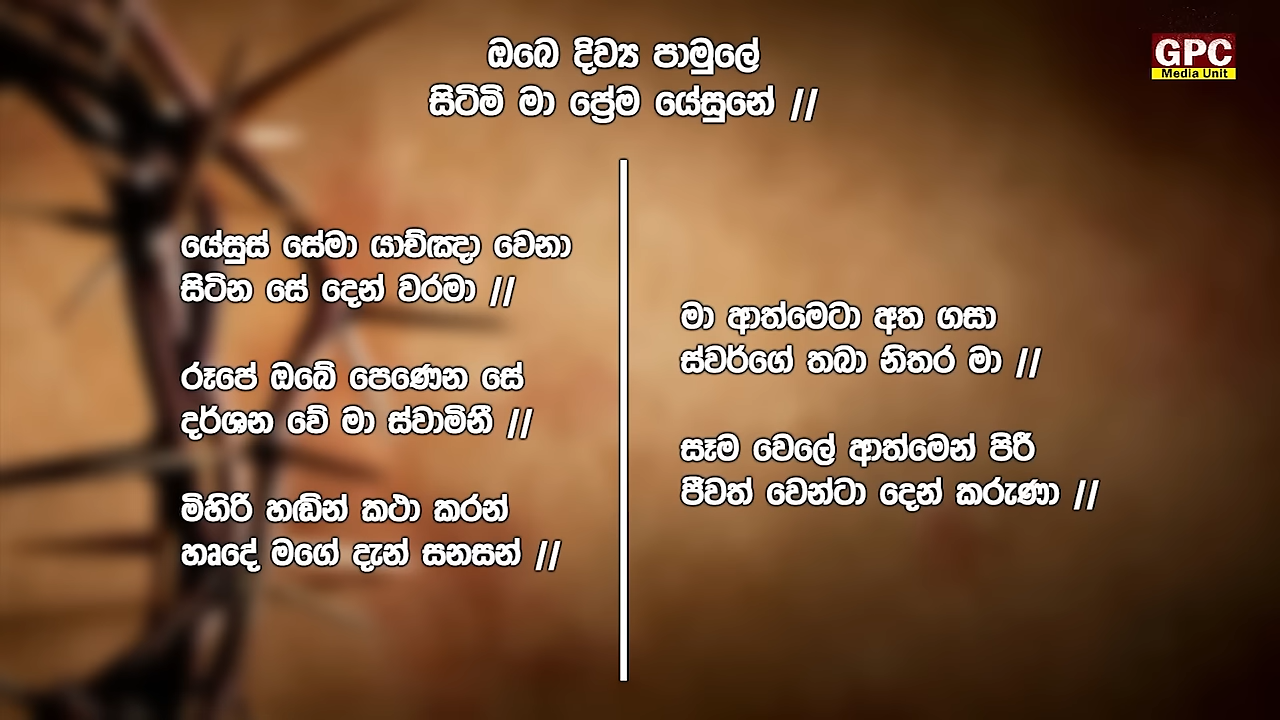 ඔබෙ දිව්‍ය පාමුලේ
සිටිමි මා ප්‍රේම යේසුනේ //
GPC
Media Unit
යේසුස් සේමා යාච්ඤා වෙනා
සිටින සේ දෙන් වරමා //
රූපේ ඔබේ පෙණෙන සේ
දර්ශන වේ මා ස්වාමිනී //
මිහිරි හඬින් කථා කරන්
හෘදේ මගේ දැන් සනසන් //
මා ආත්මෙටා අත ගසා
ස්වර්ගේ තබා නිතර මා //
සෑම වෙලේ ආත්මෙන් පිරී
ජීවත් වෙන්ටා දෙන් කරුණා //